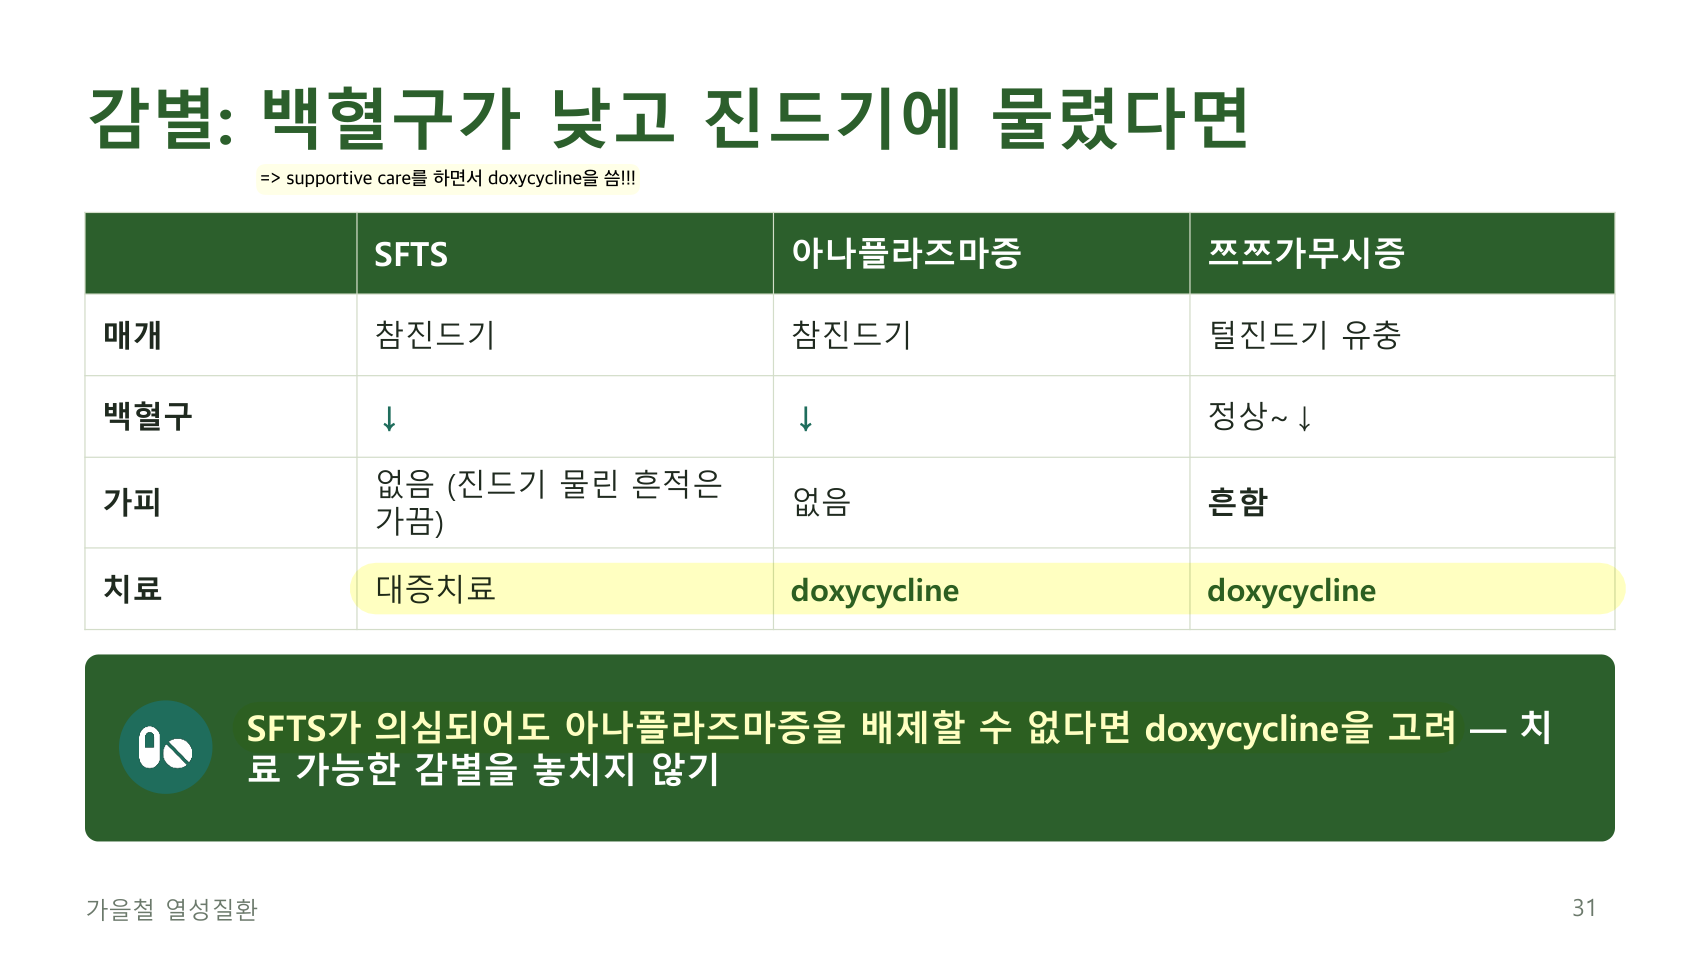 감별: 백혈구가 낮고 진드기에 물렸다면
=> supportive care를 하면서 doxycycline을 씀!!!
SFTS 아나플라즈마증 쯔쯔가무시증
매개 참진드기 참진드기 털진드기 유충
백혈구 ↓ ↓ 정상~↓
가피 없음 (진드기 물린 흔적은 가끔) 없음 흔함
치료 대증치료 doxycycline doxycycline
SFTS가 의심되어도 아나플라즈마증을 배제할 수 없다면 doxycycline을 고려 — 치
료 가능한 감별을 놓치지 않기
가을철 열성질환
31